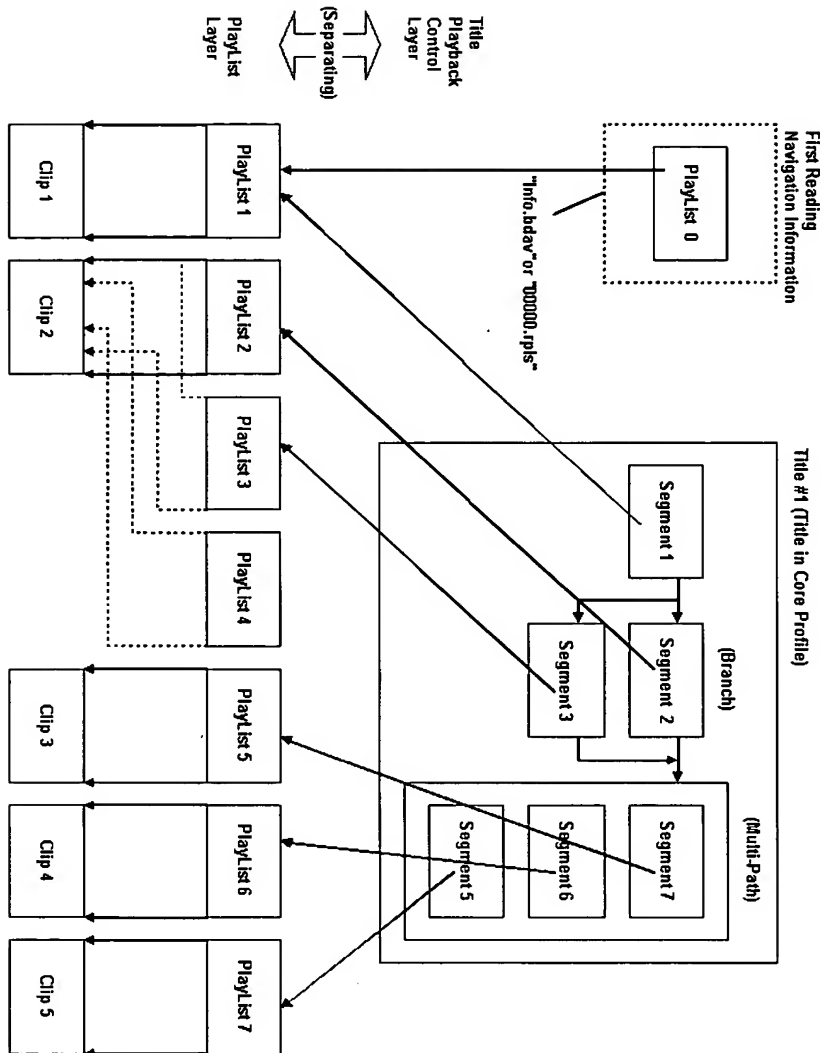 First Reading
Navigation Information
PlayList 0
"Info.bdav" or "00000.rpls"
Title
Playback
Control
Layer
(Separating)
PlayList
Layer
Title #1 (Title in Core Profile)
Segment 1
(Branch)
Segment 2
Segment 3
(Multi-Path)
Segment 7
Segment 6
Segment 5
PlayList 1
PlayList 2
PlayList 3
PlayList 4
PlayList 5
PlayList 6
PlayList 7
Clip 1
Clip 2
Clip 3
Clip 4
Clip 5